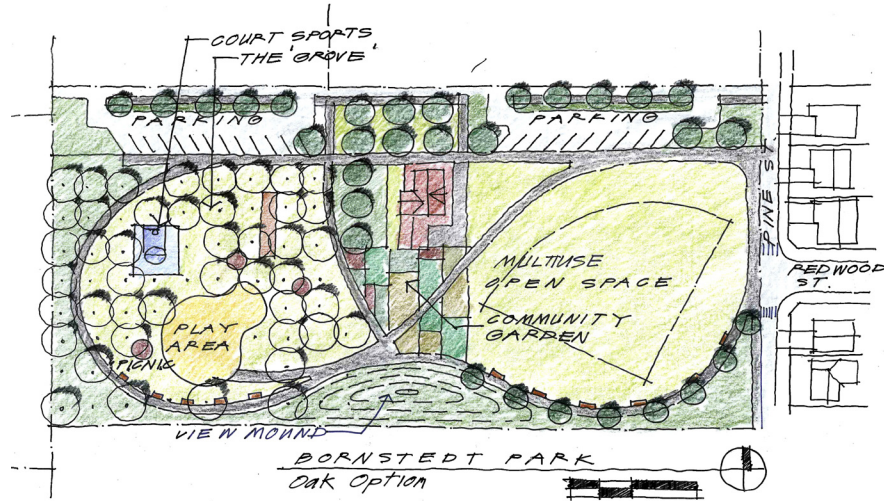 COURT SPORTS
THE 'GROVE'
PARKING
PARKING
PINE S.
MULTIUSE
OPEN SPACE
REDWOOD
ST.
COMMUNITY
GARDEN
PLAY
AREA
PICNIC
VIEW MOUND
BORNSTEDT PARK
Oak Option